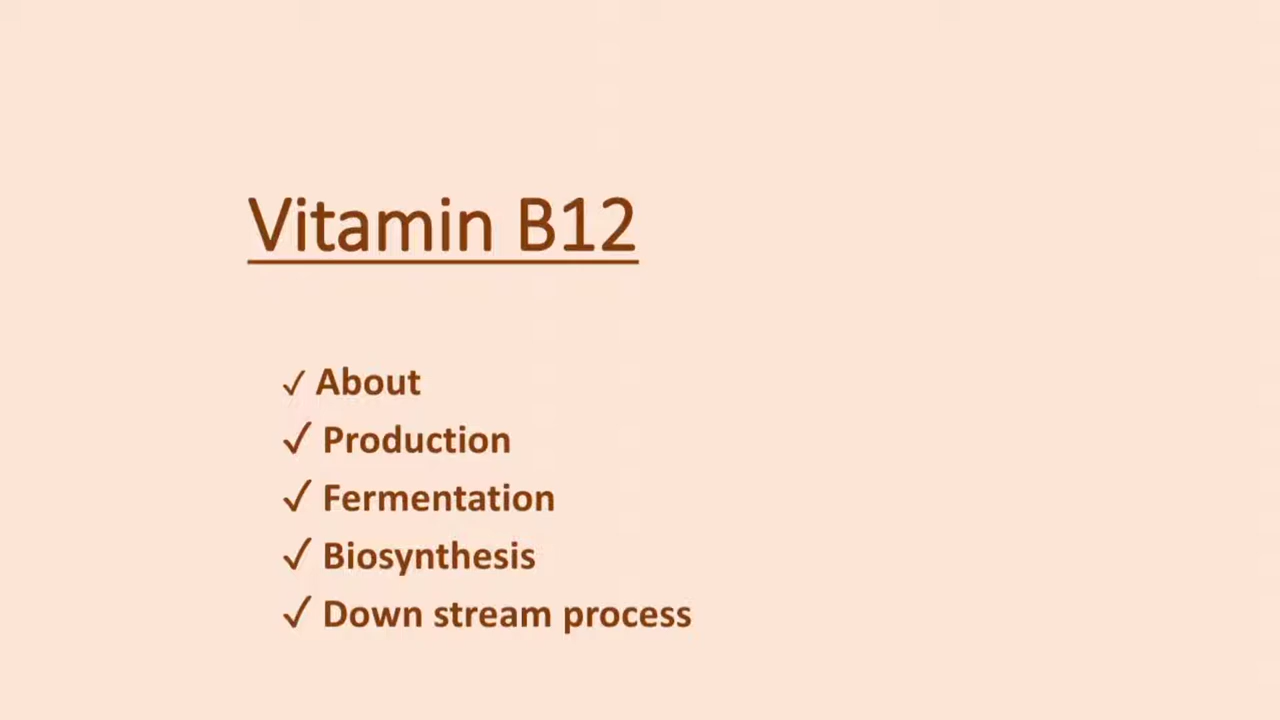 Vitamin B12
✓ About
✓ Production
✓ Fermentation
✓ Biosynthesis
✓ Down stream process